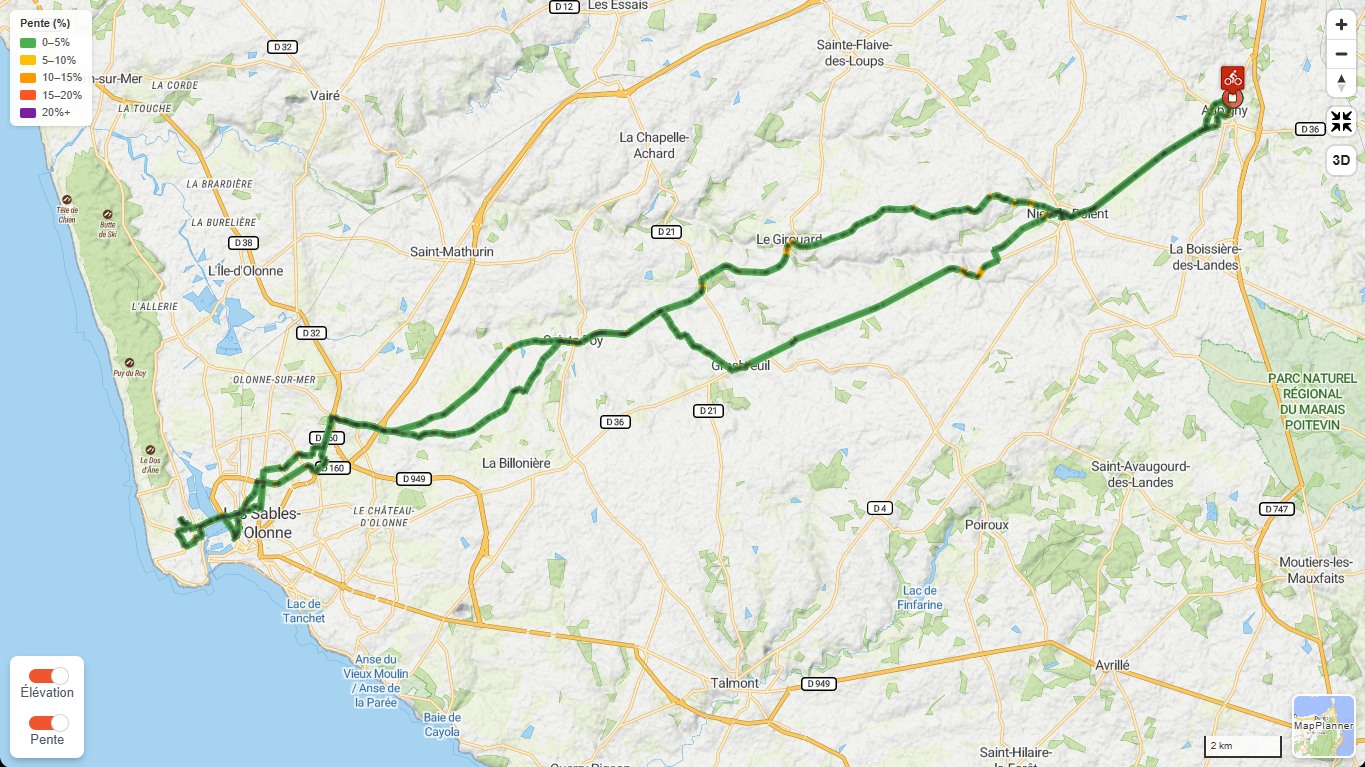 Pente (%)
0–5%
5–10%
10–15%
15–20%
20%+
D 12
Les Essais
D 32
n-sur-Mer
LA CORDE
LA TOUCHE
Vairé
Sainte-Flaive-
des-Loups
La Chapelle-
Achard
D 36
3D
LA BRARDIÈRE
Tête de
Chien
Butte
de Ski
LA BURELIÈRE
D 38
D 21
Le Girouard
La Boissière-
des-Landes
Saint-Mathurin
L'Île-d'Olonne
L'ALLERIE
D 32
Puy du Roy
OLONNE-SUR-MER
PARC NATUREL
RÉGIONAL
DU MARAIS
POITEVIN
D 36
D 21
Le Dos
d'Âne
D 160
La Billonière
D 949
LE CHÂTEAU-
D'OLONNE
Saint-Avaugourd-
des-Landes
D 4
Poiroux
D 747
Les Sables-
d'Olonne
Moutiers-les-
Mauxfaits
Lac de
Finfarine
Lac de
Tanchet
Anse du
Vieux Moulin
/ Anse de
la Parée
Baie de
Cayola
Talmont
D 949
Avrillé
Saint-Hilaire-
Élévation
Pente
MapPlanner
2 km